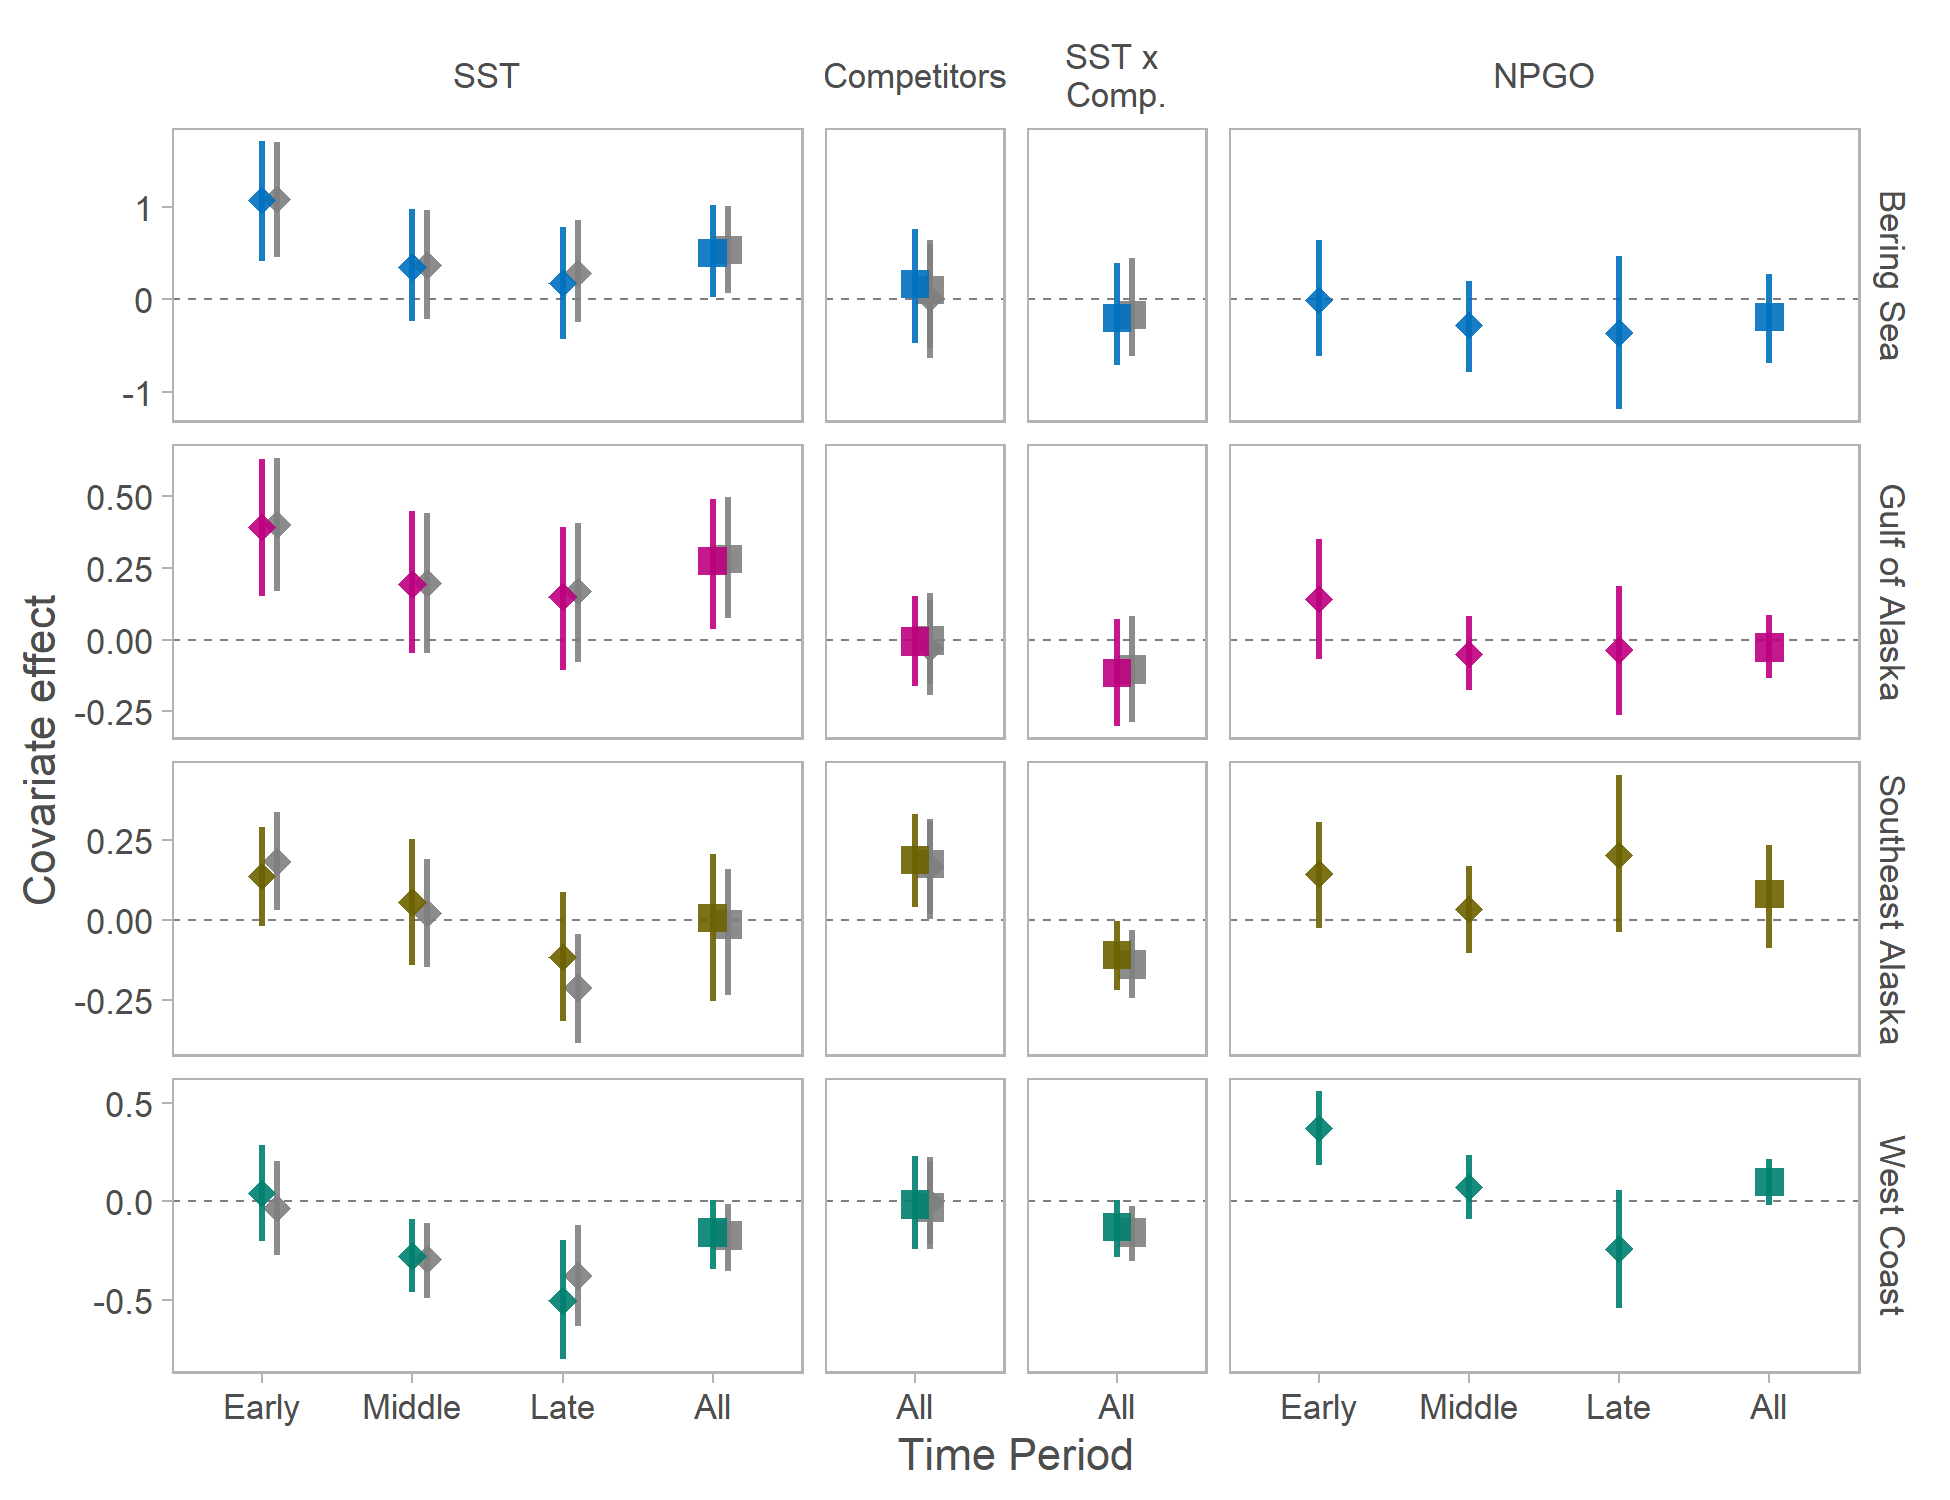 SST
Competitors
SST x
Comp.
NPGO
1
0
-1
Bering Sea
0.50
0.25
0.00
-0.25
Gulf of Alaska
0.25
0.00
-0.25
Southeast Alaska
0.5
0.0
-0.5
West Coast
Covariate effect
Early Middle Late All All All Early Middle Late All
Time Period